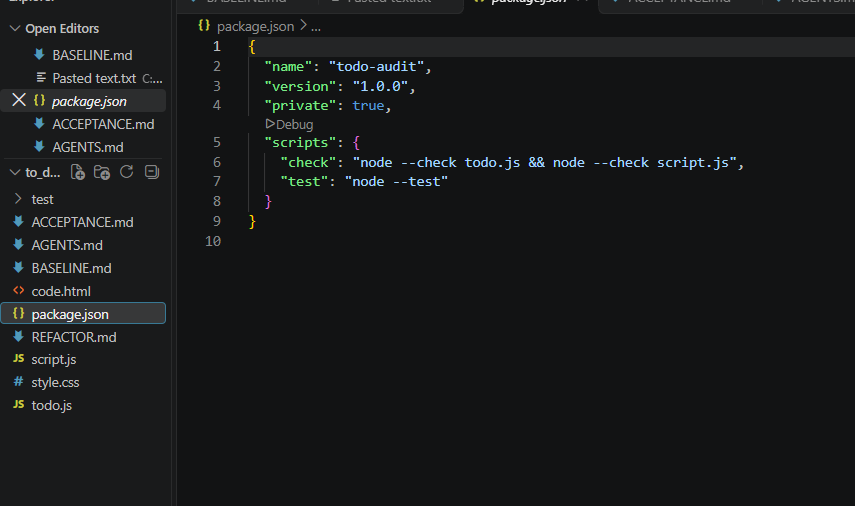 Open Editors
BASELINE.md
Pasted text.txt C:...
package.json
ACCEPTANCE.md
AGENTS.md
to_d...
test
ACCEPTANCE.md
AGENTS.md
BASELINE.md
code.html
package.json
REFACTOR.md
JS script.js
# style.css
JS todo.js
{} package.json > ...
1 {
2 "name": "todo-audit",
3 "version": "1.0.0",
4 "private": true,
Debug
5 "scripts": {
6 "check": "node --check todo.js && node --check script.js",
7 "test": "node --test"
8 }
9 }
10